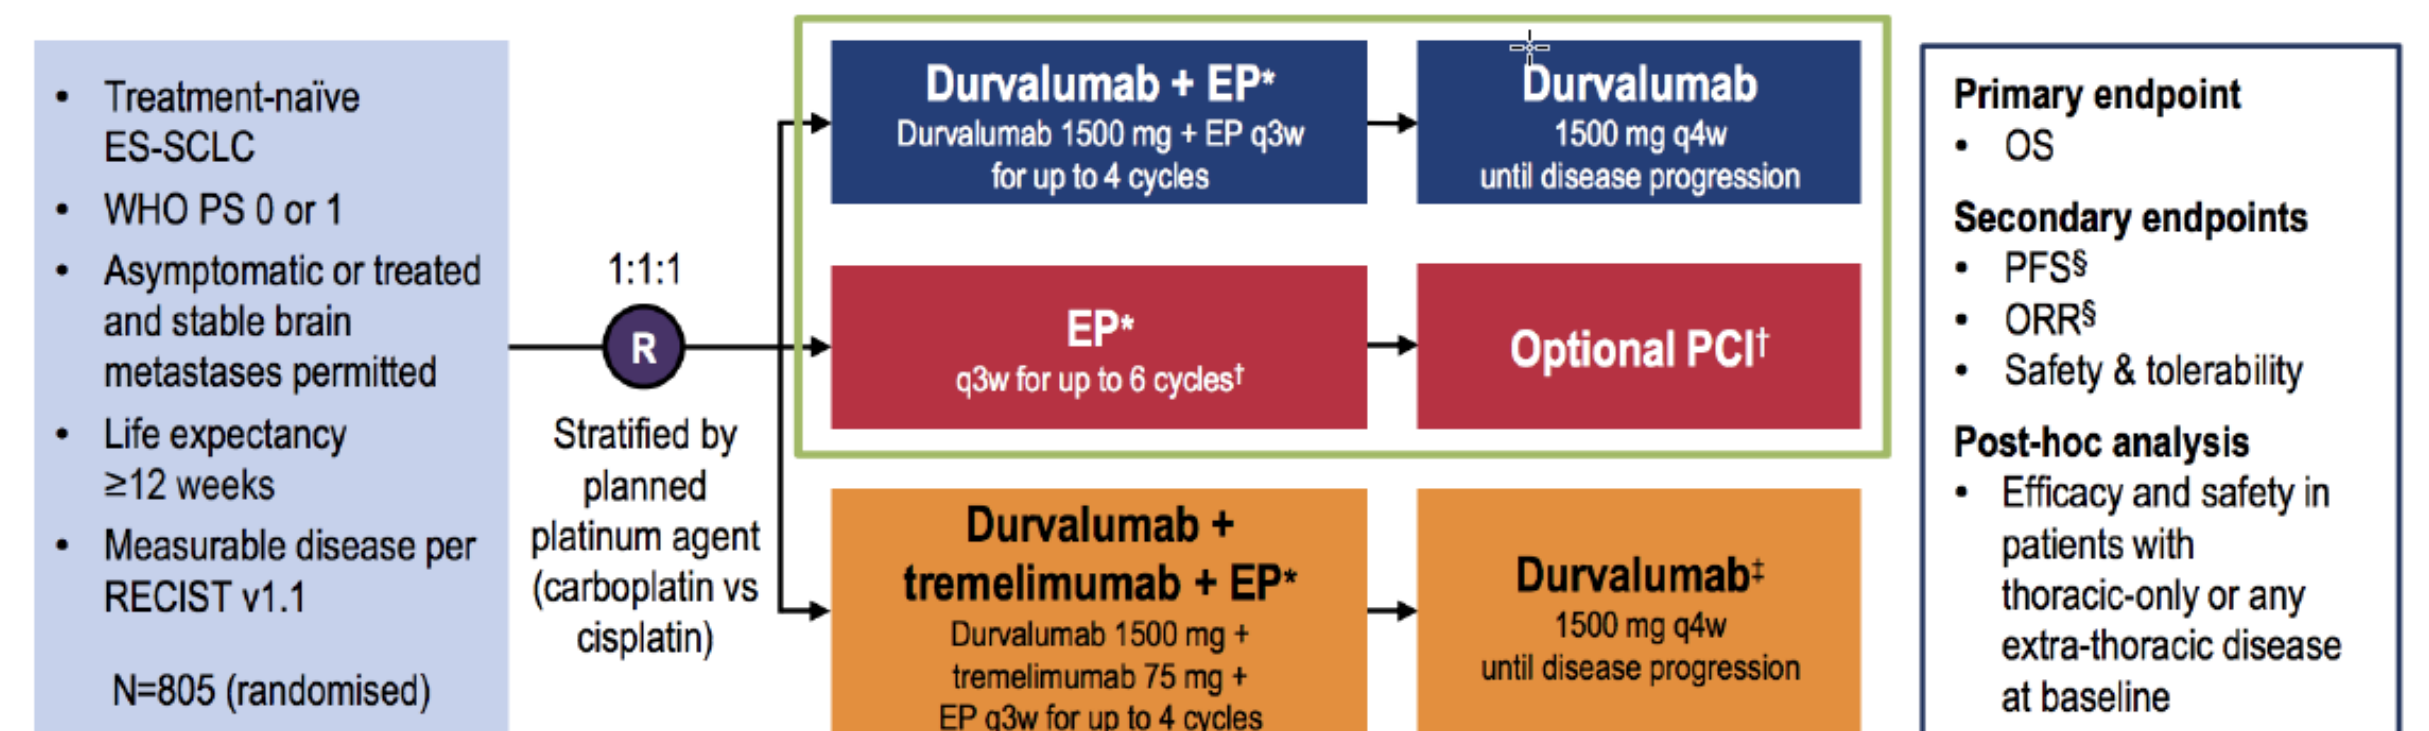 • Treatment-naïve
ES-SCLC
• WHO PS 0 or 1
• Asymptomatic or treated
and stable brain
metastases permitted
• Life expectancy
≥12 weeks
• Measurable disease per
RECIST v1.1
N=805 (randomised)
1:1:1
R
Stratified by
planned
platinum agent
(carboplatin vs
cisplatin)
Durvalumab + EP*
Durvalumab 1500 mg + EP q3w
for up to 4 cycles
Durvalumab
1500 mg q4w
until disease progression
EP*
q3w for up to 6 cycles†
Optional PCI†
Durvalumab +
tremelimumab + EP*
Durvalumab 1500 mg +
tremelimumab 75 mg +
EP q3w for up to 4 cycles
Durvalumab‡
1500 mg q4w
until disease progression
Primary endpoint
• OS
Secondary endpoints
• PFS§
• ORR§
• Safety & tolerability
Post-hoc analysis
• Efficacy and safety in
patients with
thoracic-only or any
extra-thoracic disease
at baseline